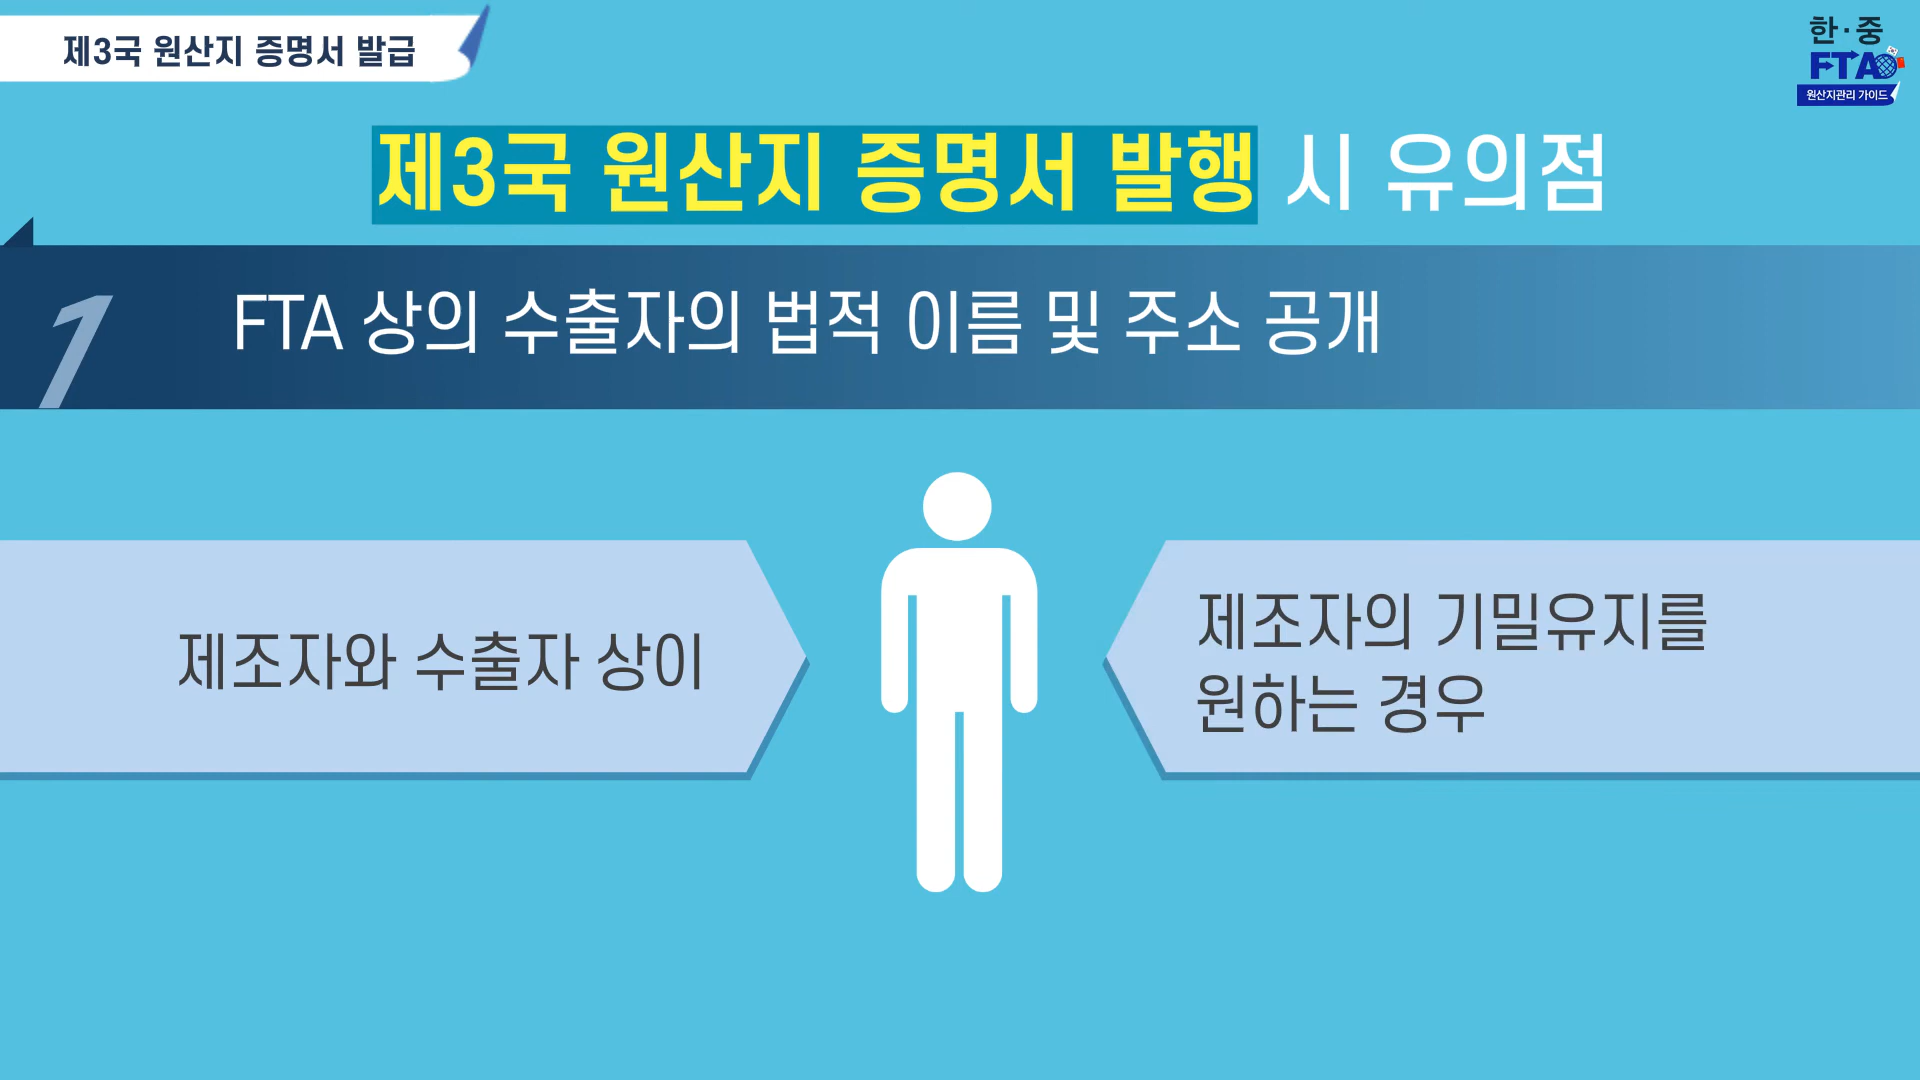 제3국 원산지 증명서 발급
한·중
FTA
원산지관리 가이드
제3국 원산지 증명서 발행 시 유의점
1
FTA 상의 수출자의 법적 이름 및 주소 공개
제조자와 수출자 상이
제조자의 기밀유지를
원하는 경우